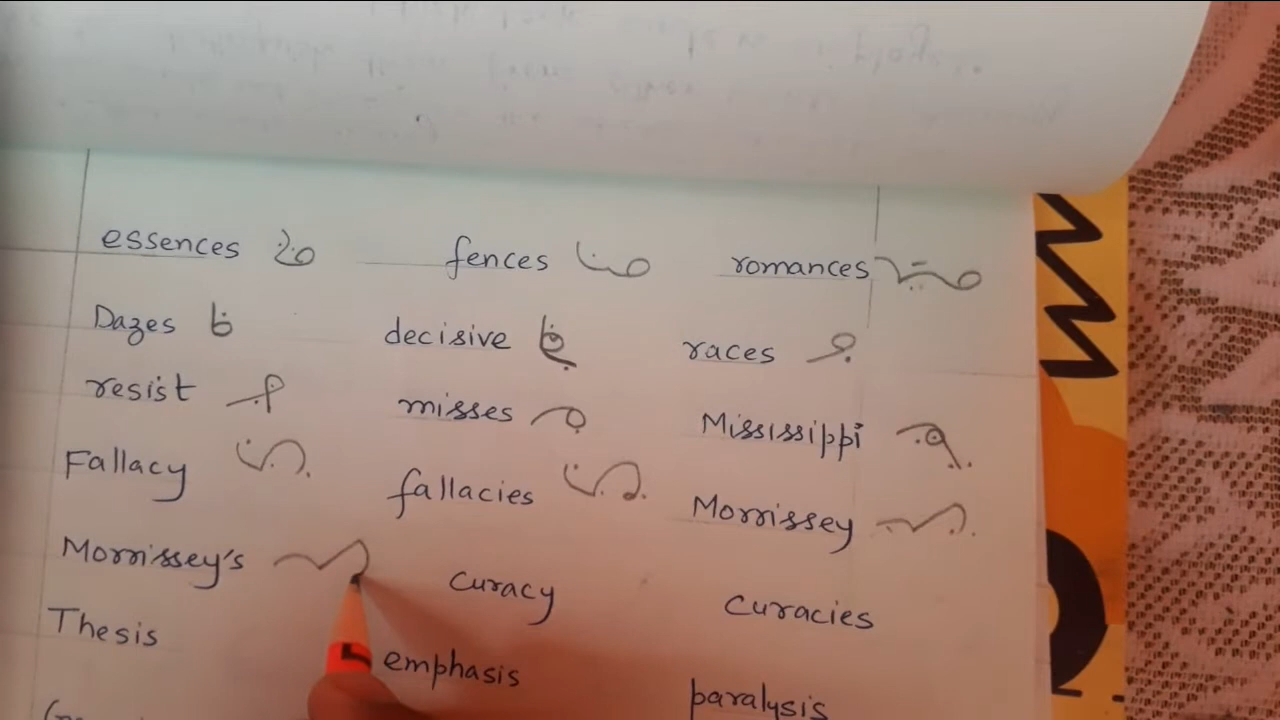 essences fences romances
Dazes decisive races
resist misses Mississippi
Fallacy fallacies Morrissey
Morrissey's curacy curacies
Thesis emphasis paralysis